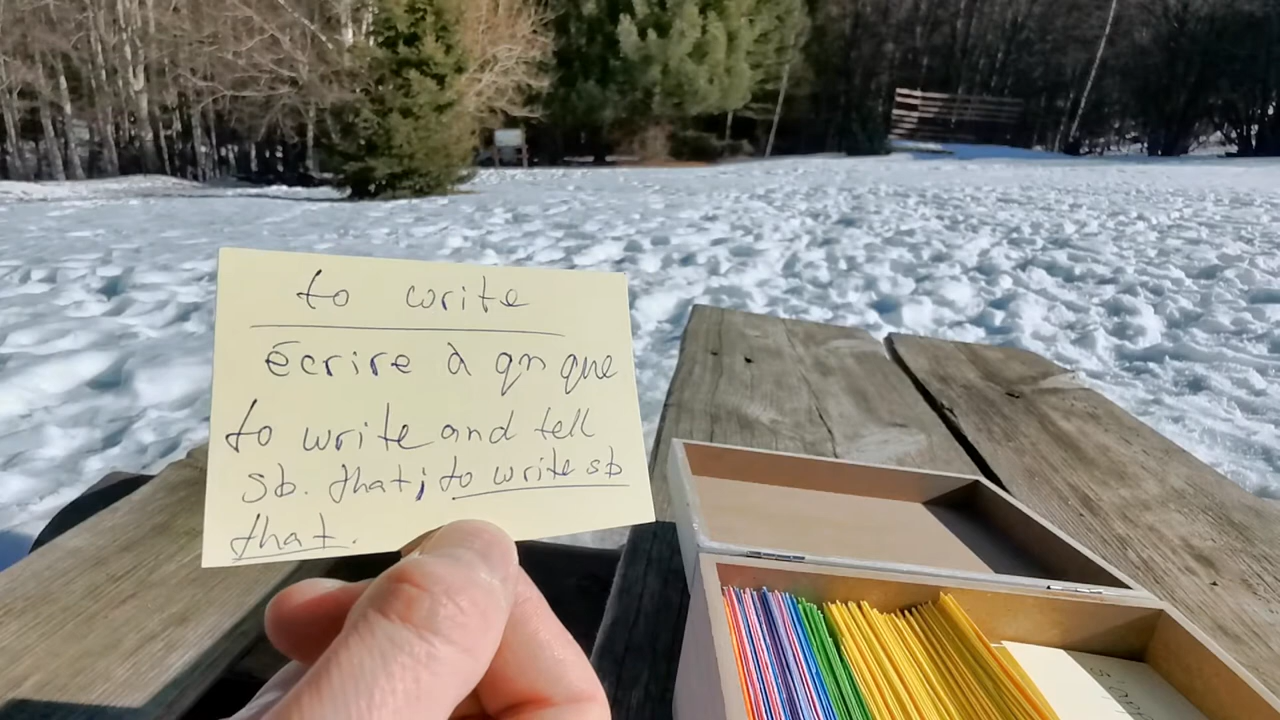 to write
écrire à qn que
to write and tell
sb. that; to write sb
that.